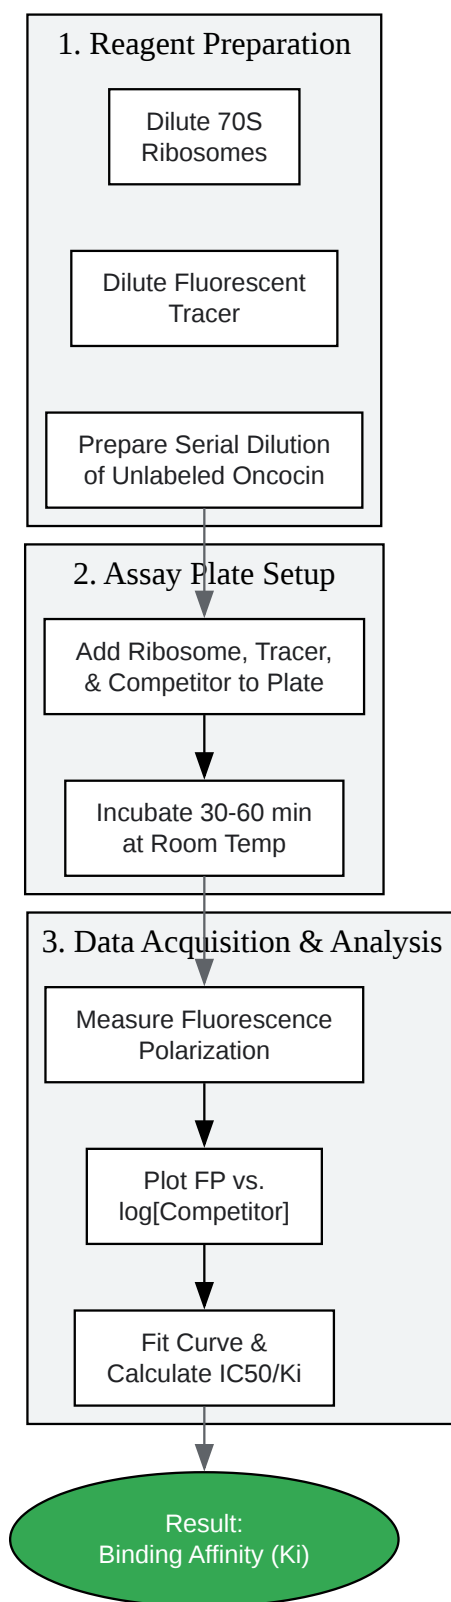 1. Reagent Preparation
Dilute 70S
Ribosomes
Dilute Fluorescent
Tracer
Prepare Serial Dilution
of Unlabeled Oncocin
2. Assay Plate Setup
Add Ribosome, Tracer,
& Competitor to Plate
Incubate 30-60 min
at Room Temp
3. Data Acquisition & Analysis
Measure Fluorescence
Polarization
Plot FP vs.
log[Competitor]
Fit Curve &
Calculate IC50/Ki
Result:
Binding Affinity (Ki)